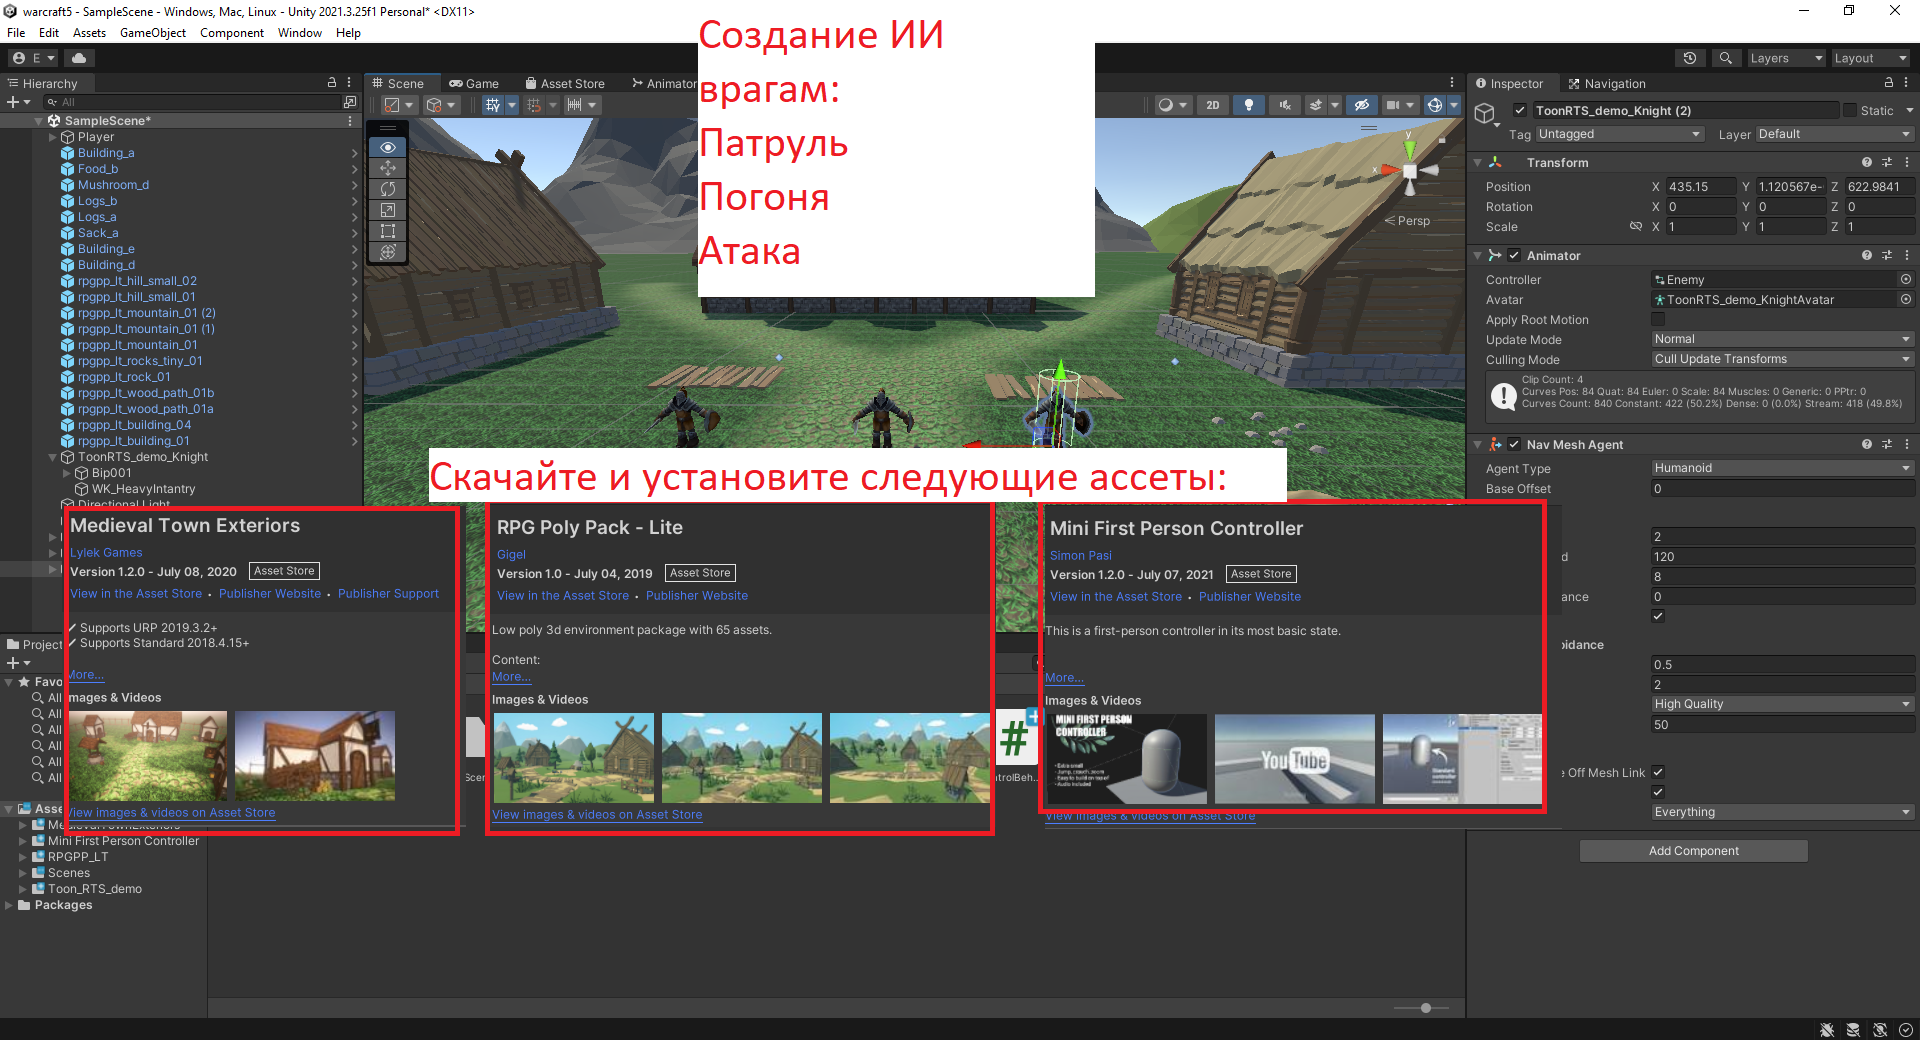 warcraft5 - SampleScene - Windows, Mac, Linux - Unity 2021.3.25f1 Personal* <DX11>
File Edit Assets GameObject Component Window Help
E
Layers
Layout
Создание ИИ
врагам:
Патруль
Погоня
Атака
Hierarchy
All
SampleScene*
Player
Building_a
Food_b
Mushroom_d
Logs_b
Logs_a
Sack_a
Building_e
Building_d
rpgpp_lt_hill_small_02
rpgpp_lt_hill_small_01
rpgpp_lt_mountain_01 (2)
rpgpp_lt_mountain_01 (1)
rpgpp_lt_mountain_01
rpgpp_lt_rocks_tiny_01
rpgpp_lt_rock_01
rpgpp_lt_wood_path_01b
rpgpp_lt_wood_path_01a
rpgpp_lt_building_04
rpgpp_lt_building_01
ToonRTS_demo_Knight
Bip001
WK_HeavyIntantry
Directional Light
Scene Game Asset Store Animator
2D
y
x
Persp
Скачайте и установите следующие ассеты:
Medieval Town Exteriors
Lylek Games
Version 1.2.0 - July 08, 2020 Asset Store
View in the Asset Store • Publisher Website • Publisher Support
Supports URP 2019.3.2+
Supports Standard 2018.4.15+
More...
Images & Videos
View images & videos on Asset Store
RPG Poly Pack - Lite
Gigel
Version 1.0 - July 04, 2019 Asset Store
View in the Asset Store • Publisher Website
Low poly 3d environment package with 65 assets.
Content:
More...
Images & Videos
View images & videos on Asset Store
Mini First Person Controller
Simon Pasi
Version 1.2.0 - July 07, 2021 Asset Store
View in the Asset Store • Publisher Website
This is a first-person controller in its most basic state.
More...
Images & Videos
MINI FIRST PERSON
CONTROLLER
YouTube
View images & videos on Asset Store
Project
Favo
All
All
All
All
All
All
Asse
MedievalTownExteriors
Mini First Person Controller
RPGPP_LT
Scenes
Toon_RTS_demo
Packages
Scen
#
ntrolBeh...
Inspector Navigation
ToonRTS_demo_Knight (2) Static
Tag Untagged Layer Default
Transform
Position X 435.15 Y 1.120567e- Z 622.9841
Rotation X 0 Y 0 Z 0
Scale X 1 Y 1 Z 1
Animator
Controller Enemy
Avatar ToonRTS_demo_KnightAvatar
Apply Root Motion
Update Mode Normal
Culling Mode Cull Update Transforms
Clip Count: 4
Curves Pos: 84 Quat: 84 Euler: 0 Scale: 84 Muscles: 0 Generic: 0 PPtr: 0
Curves Count: 840 Constant: 422 (50.2%) Dense: 0 (0.0%) Stream: 418 (49.8%)
Nav Mesh Agent
Agent Type Humanoid
Base Offset 0
2
d 120
8
ance 0
oidance
0.5
2
High Quality
50
e Off Mesh Link
Everything
Add Component